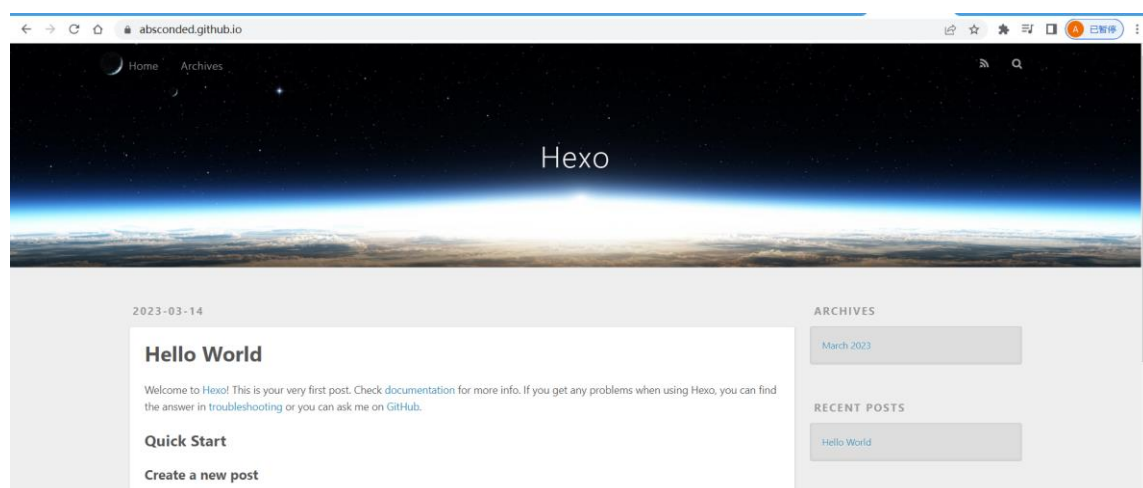 absconded.github.io
A 已暂停
Home Archives
Hexo
2023-03-14
Hello World
Welcome to Hexo! This is your very first post. Check documentation for more info. If you get any problems when using Hexo, you can find
the answer in troubleshooting or you can ask me on GitHub.
Quick Start
Create a new post
ARCHIVES
March 2023
RECENT POSTS
Hello World